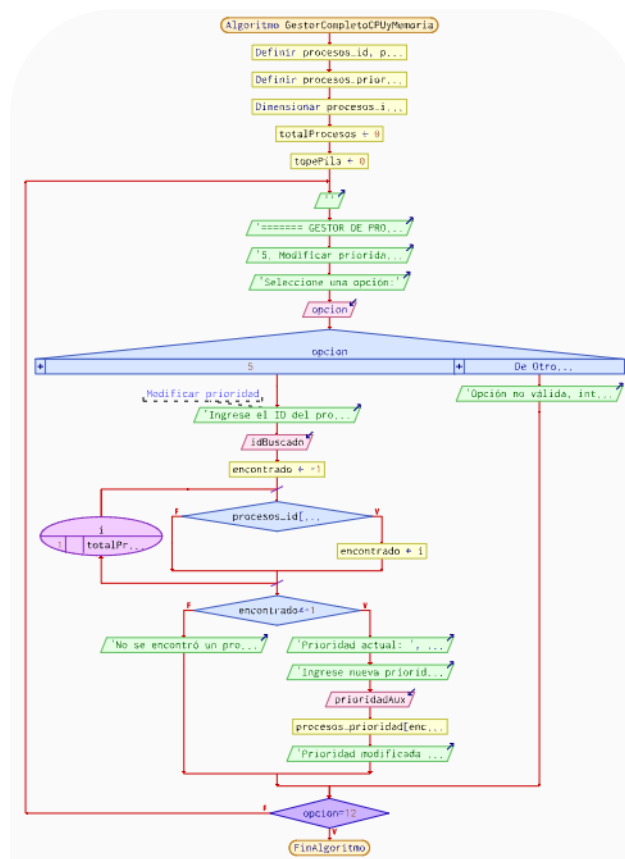 Algoritmo GestorCompletoCPUyMemoria
Definir procesos_id, p...
Definir procesos_prior,..
Dimensionar procesos_i...
totalProcesos ← 0
topePila ← 0
''
'======= GESTOR DE PRO...
'5. Modificar priorida...
'Seleccione una opción:'
opcion
opcion
+ 5 + De Otro...
Modificar prioridad
'Opción no válida, int...
'Ingrese el ID del pro...
idBuscado
encontrado ← -1
F V
procesos_id[...
i
1 totalPr...
encontrado ← i
F V
'No se encontró un pro...
'Prioridad actual: ', ...
'Ingrese nueva priorid...
prioridadAux
procesos_prioridad[enc...
'Prioridad modificada ...
F
opcion=12
V
FinAlgoritmo